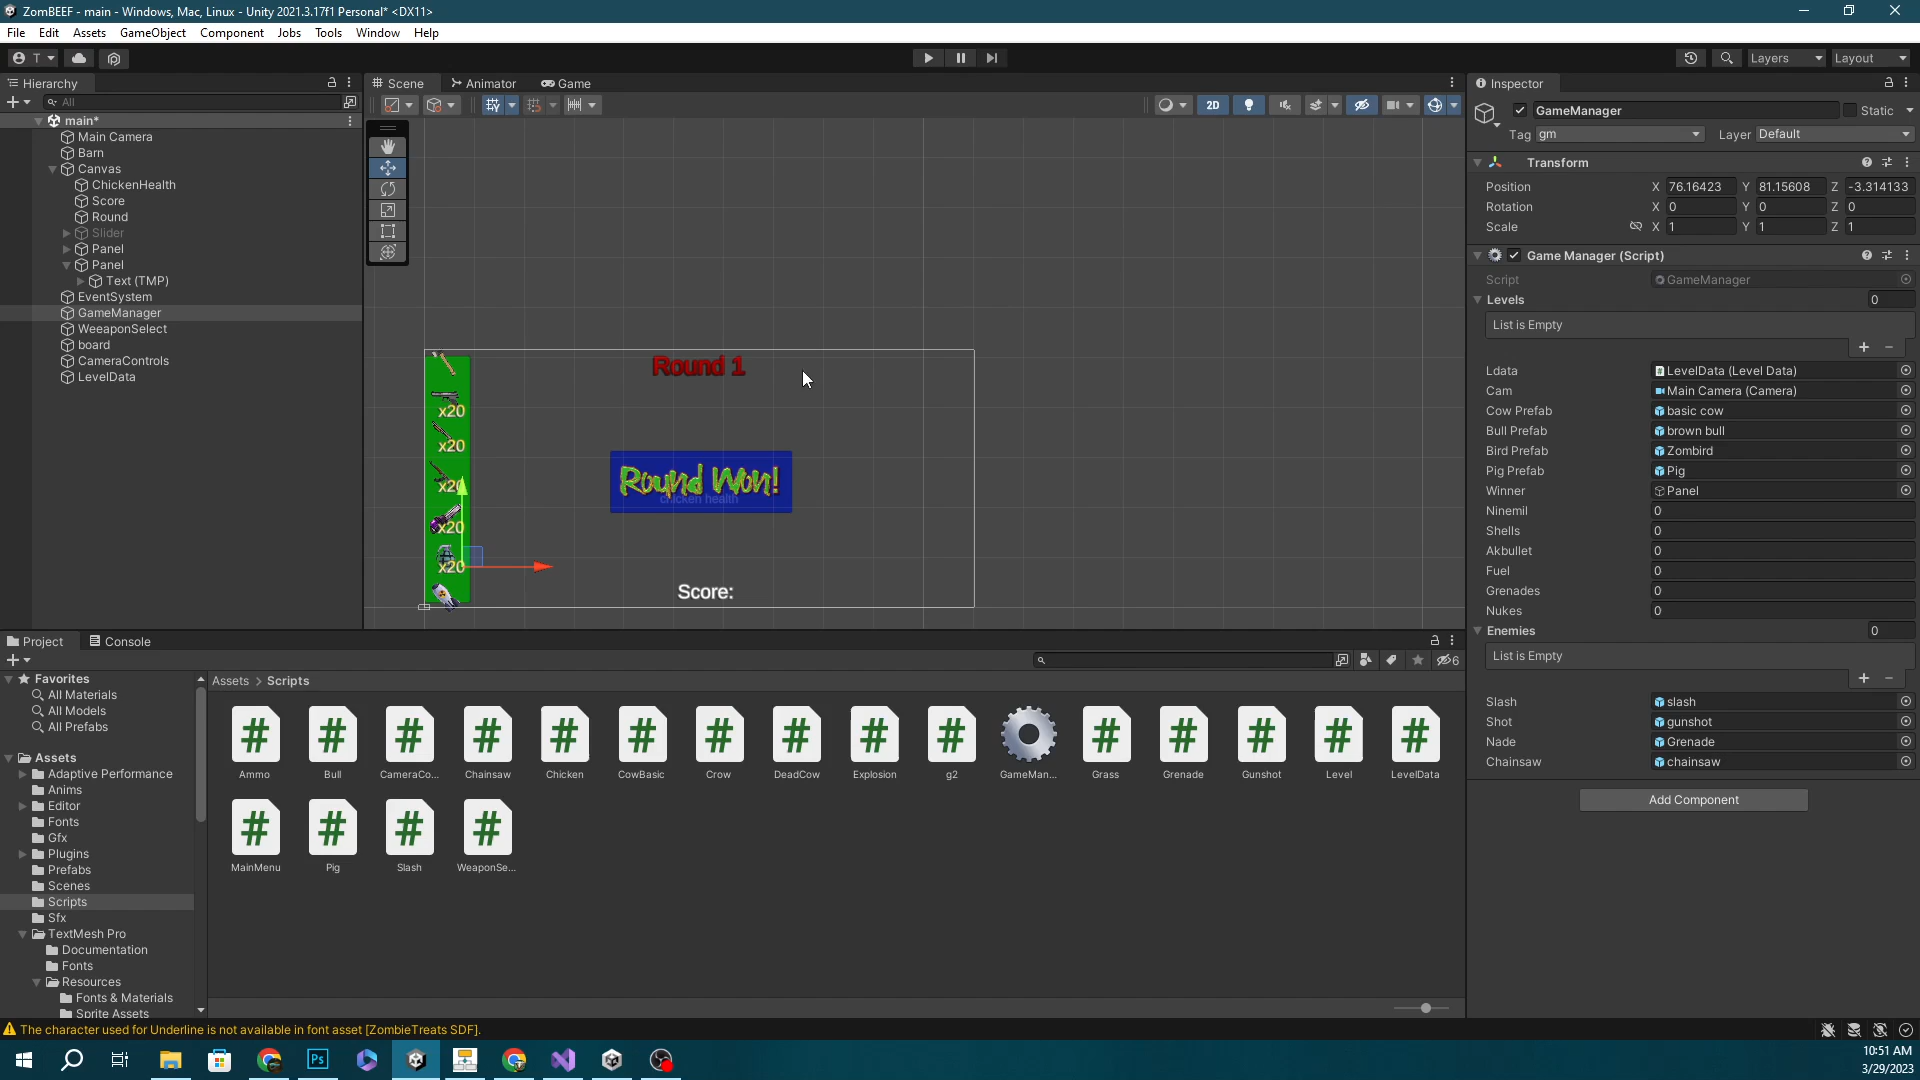 ZomBEEF - main - Windows, Mac, Linux - Unity 2021.3.17f1 Personal* <DX11>
File Edit Assets GameObject Component Jobs Tools Window Help
T
Layers Layout
Hierarchy
All
main*
Main Camera
Barn
Canvas
ChickenHealth
Score
Round
Slider
Panel
Panel
Text (TMP)
EventSystem
GameManager
WeeaponSelect
board
CameraControls
LevelData
Scene Animator Game
2D
Round 1
x20
x20
x20
x20
x20
Round Won!
chicken health
Score:
Inspector
GameManager Static
Tag gm Layer Default
Transform
Position X 76.16423 Y 81.15608 Z -3.314133
Rotation X 0 Y 0 Z 0
Scale X 1 Y 1 Z 1
Game Manager (Script)
Script GameManager
Levels 0
List is Empty
Ldata LevelData (Level Data)
Cam Main Camera (Camera)
Cow Prefab basic cow
Bull Prefab brown bull
Bird Prefab Zombird
Pig Prefab Pig
Winner Panel
Ninemil 0
Shells 0
Akbullet 0
Fuel 0
Grenades 0
Nukes 0
Enemies 0
List is Empty
Slash slash
Shot gunshot
Nade Grenade
Chainsaw chainsaw
Add Component
Project Console
6
Favorites
All Materials
All Models
All Prefabs
Assets
Adaptive Performance
Anims
Editor
Fonts
Gfx
Plugins
Prefabs
Scenes
Scripts
Sfx
TextMesh Pro
Documentation
Fonts
Resources
Fonts & Materials
Sprite Assets
Assets > Scripts
Ammo Bull CameraCo... Chainsaw Chicken CowBasic Crow DeadCow Explosion g2 GameMan... Grass Grenade Gunshot Level LevelData
MainMenu Pig Slash WeaponSe...
The character used for Underline is not available in font asset [ZombieTreats SDF].
10:51 AM
3/29/2023